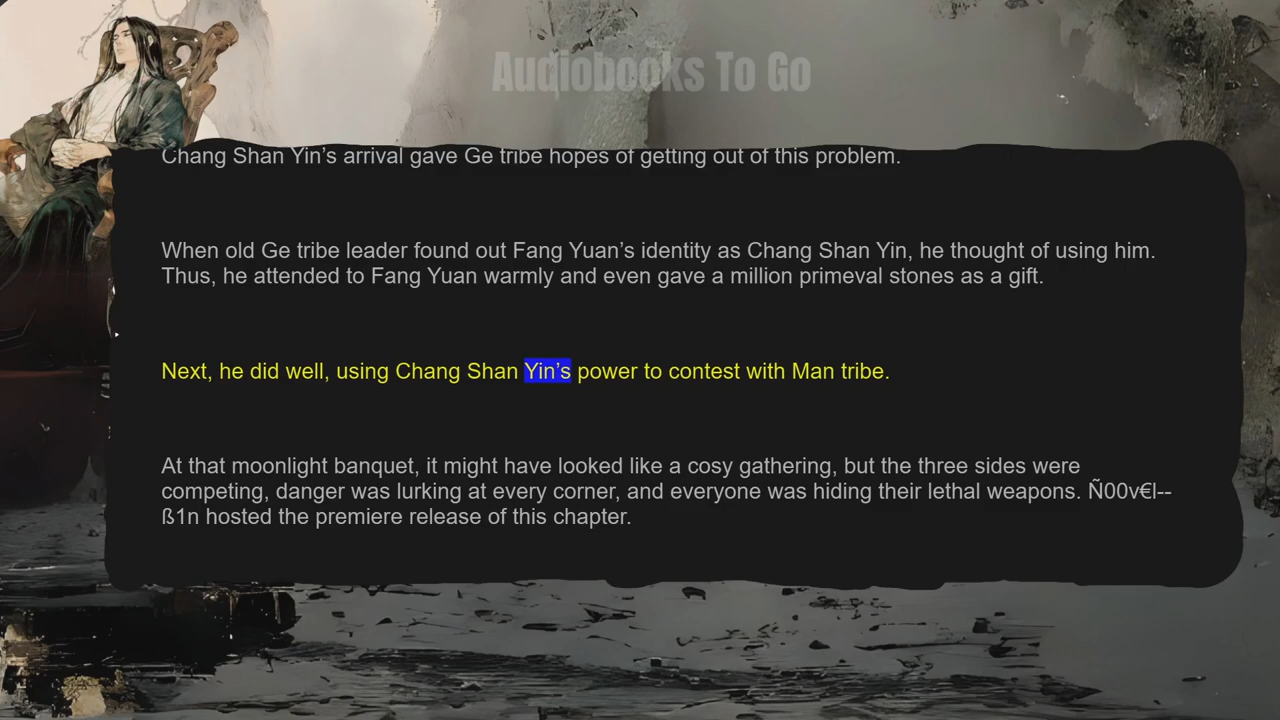 Audiobooks To Go
Chang Shan Yin’s arrival gave Ge tribe hopes of getting out of this problem.
When old Ge tribe leader found out Fang Yuan’s identity as Chang Shan Yin, he thought of using him.
Thus, he attended to Fang Yuan warmly and even gave a million primeval stones as a gift.
Next, he did well, using Chang Shan Yin’s power to contest with Man tribe.
At that moonlight banquet, it might have looked like a cosy gathering, but the three sides were
competing, danger was lurking at every corner, and everyone was hiding their lethal weapons. Ñ00v€l--
ß1n hosted the premiere release of this chapter.